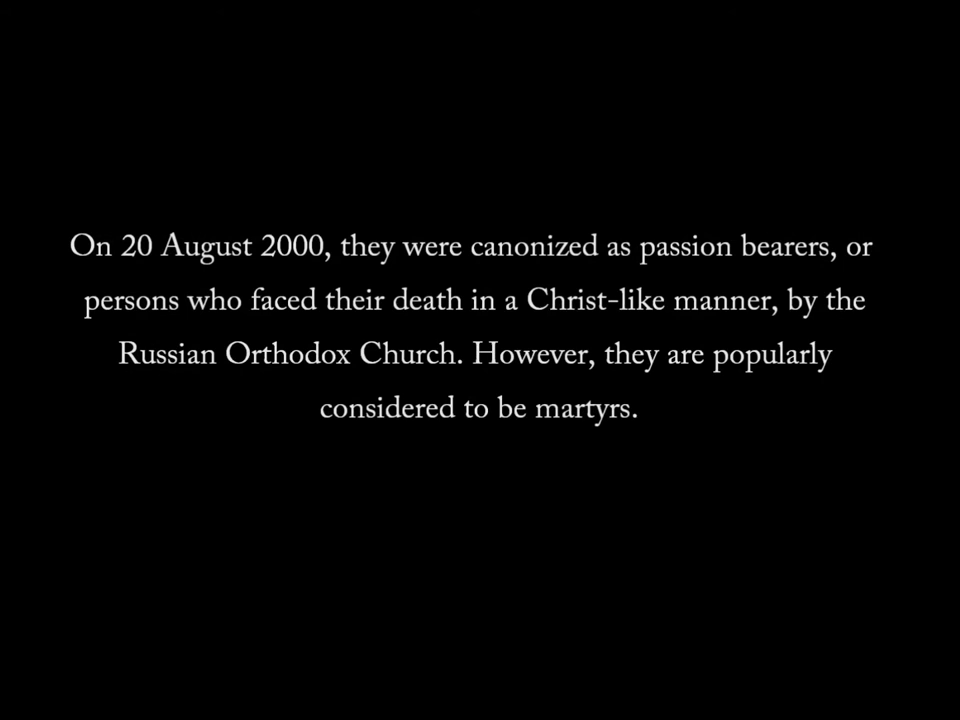 On 20 August 2000, they were canonized as passion bearers, or
persons who faced their death in a Christ-like manner, by the
Russian Orthodox Church. However, they are popularly
considered to be martyrs.